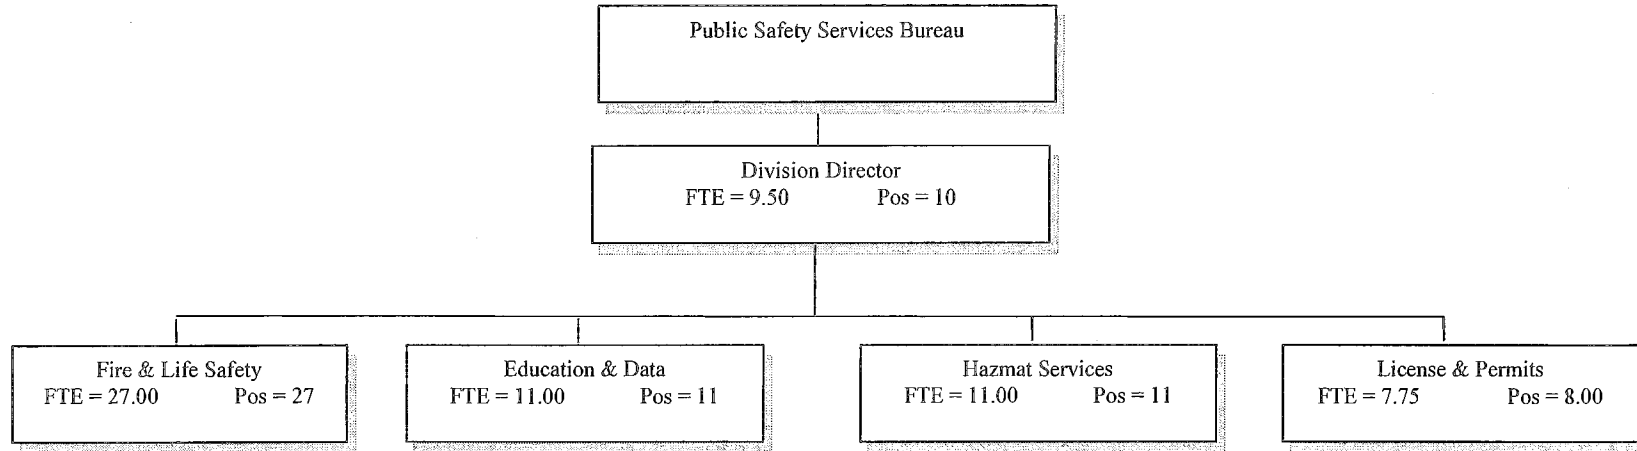 Public Safety Services Bureau
Division Director
FTE = 9.50 Pos = 10
Fire & Life Safety
FTE = 27.00 Pos = 27
Education & Data
FTE = 11.00 Pos = 11
Hazmat Services
FTE = 11.00 Pos = 11
License & Permits
FTE = 7.75 Pos = 8.00